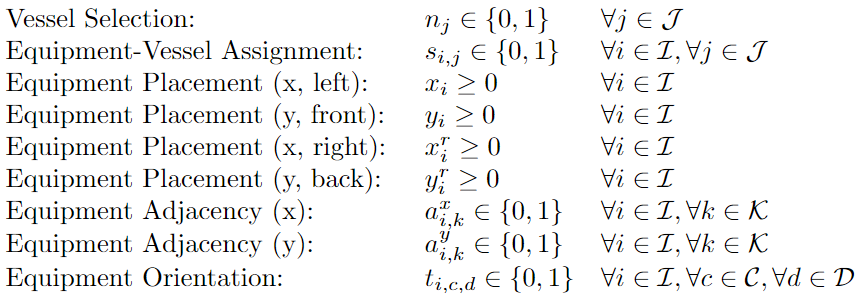 Vessel Selection: n_j ∈ {0, 1} ∀j ∈ 𝒥
Equipment-Vessel Assignment: s_{i,j} ∈ {0, 1} ∀i ∈ ℐ, ∀j ∈ 𝒥
Equipment Placement (x, left): x_i ≥ 0 ∀i ∈ ℐ
Equipment Placement (y, front): y_i ≥ 0 ∀i ∈ ℐ
Equipment Placement (x, right): x_i^r ≥ 0 ∀i ∈ ℐ
Equipment Placement (y, back): y_i^r ≥ 0 ∀i ∈ ℐ
Equipment Adjacency (x): a_{i,k}^x ∈ {0, 1} ∀i ∈ ℐ, ∀k ∈ 𝒦
Equipment Adjacency (y): a_{i,k}^y ∈ {0, 1} ∀i ∈ ℐ, ∀k ∈ 𝒦
Equipment Orientation: t_{i,c,d} ∈ {0, 1} ∀i ∈ ℐ, ∀c ∈ 𝒞, ∀d ∈ 𝒟